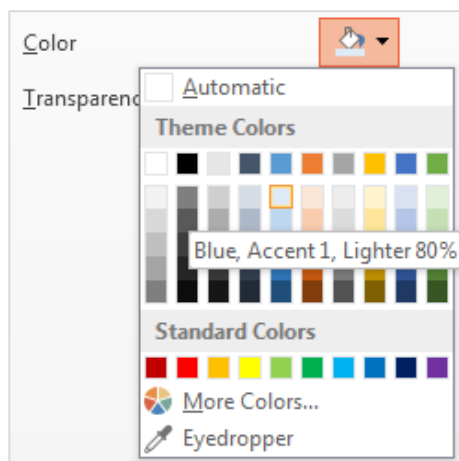 Color
Automatic
Transparenc
Theme Colors
Blue, Accent 1, Lighter 80%
Standard Colors
More Colors...
Eyedropper